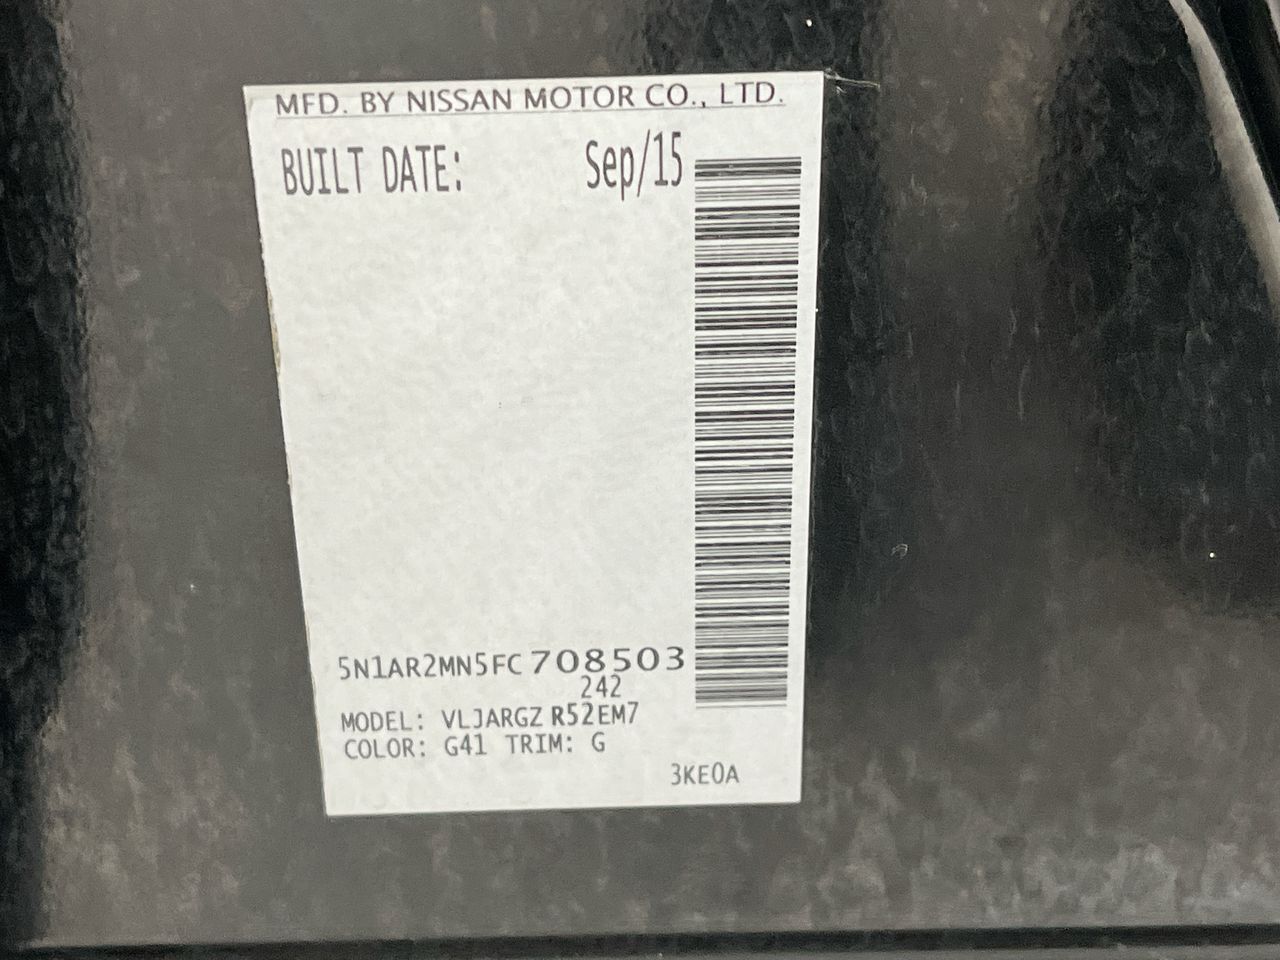 MFD. BY NISSAN MOTOR CO., LTD.
BUILT DATE: Sep/15
5N1AR2MN5FC708503
242
MODEL: VLJARGZ R52EM7
COLOR: G41 TRIM: G
3KE0A